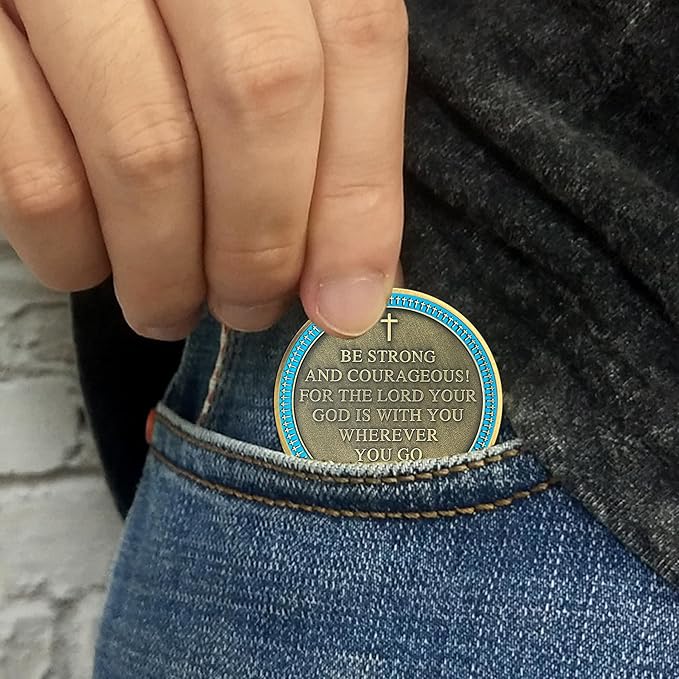 BE STRONG
AND COURAGEOUS!
FOR THE LORD YOUR
GOD IS WITH YOU
WHEREVER
YOU GO